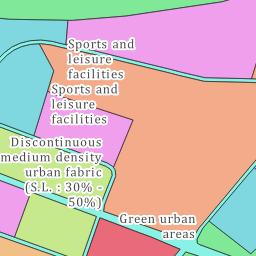 Sports and
leisure
facilities
Sports and
leisure
facilities
Discontinuous
medium density
urban fabric
(S.L. : 30% -
50%)
Green urban
areas